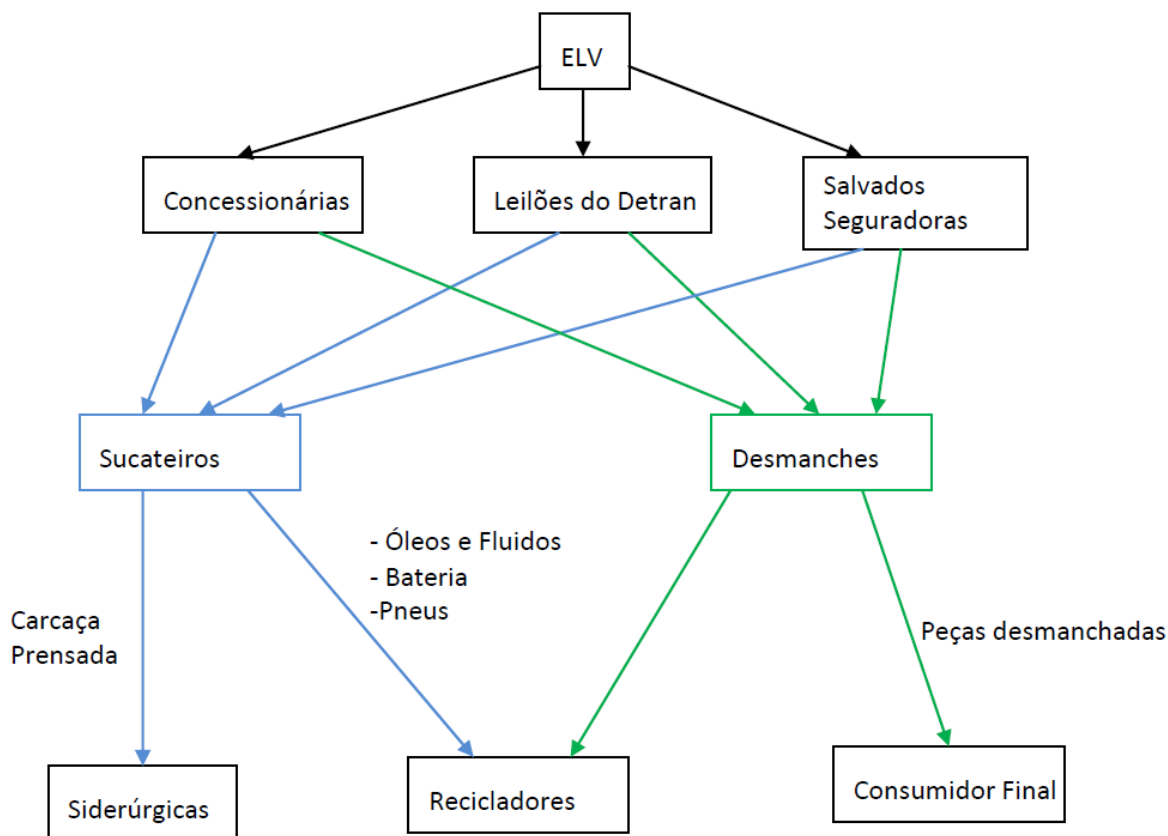 ELV
Concessionárias
Leilões do Detran
Salvados
Seguradoras
Sucateiros
Desmanches
- Óleos e Fluidos
- Bateria
-Pneus
Carcaça
Prensada
Peças desmanchadas
Siderúrgicas
Recicladores
Consumidor Final